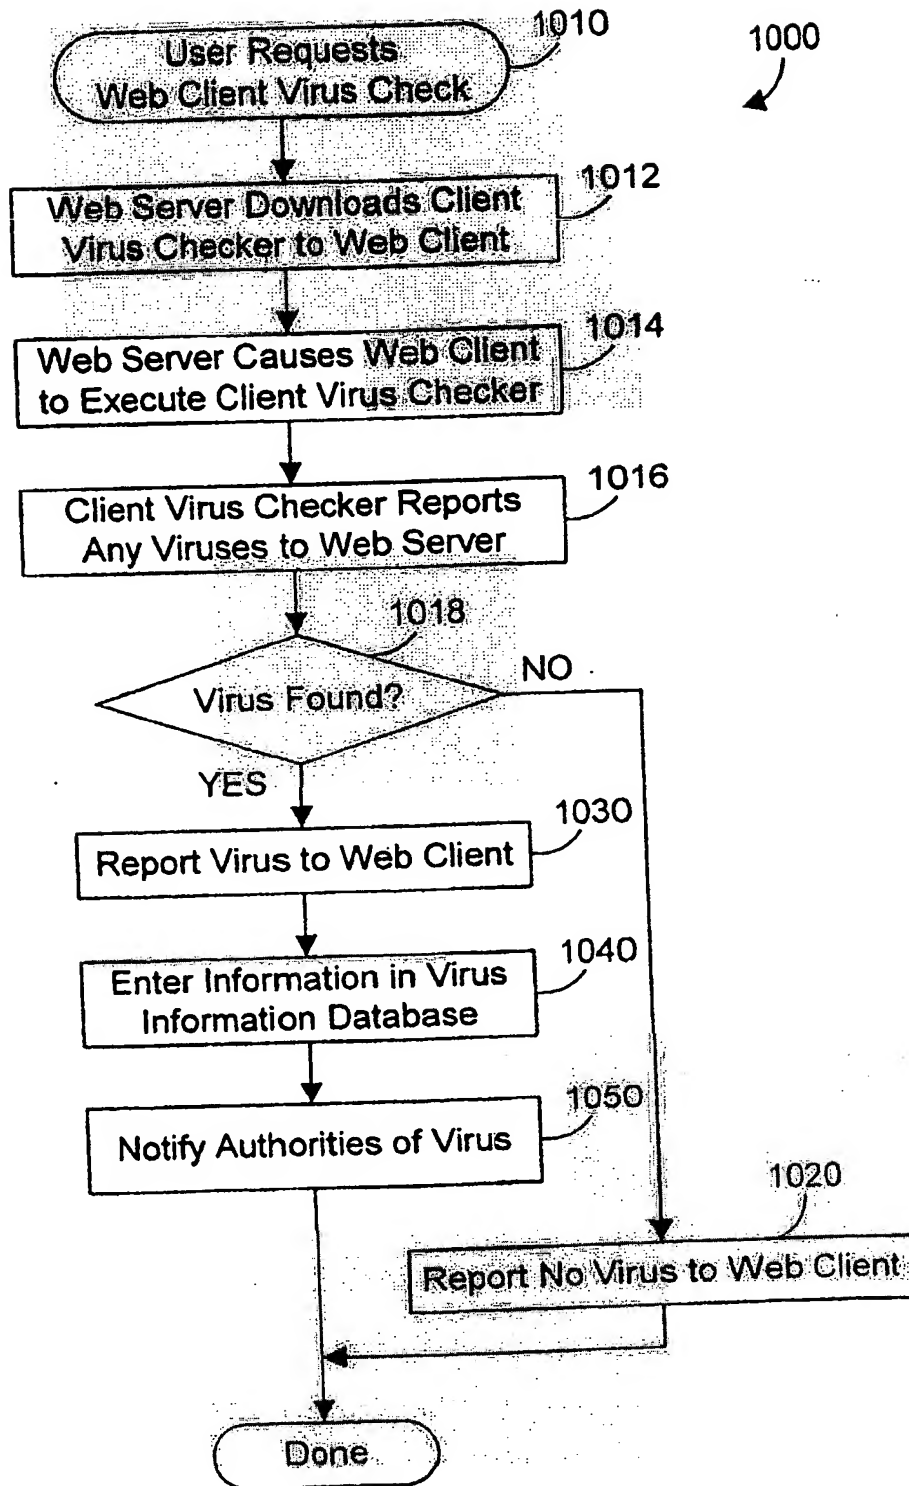 1010
1000
User Requests
Web Client Virus Check
1012
Web Server Downloads Client
Virus Checker to Web Client
1014
Web Server Causes Web Client
to Execute Client Virus Checker
1016
Client Virus Checker Reports
Any Viruses to Web Server
1018
Virus Found?
NO
YES
1030
Report Virus to Web Client
1040
Enter Information in Virus
Information Database
1050
Notify Authorities of Virus
1020
Report No Virus to Web Client
Done